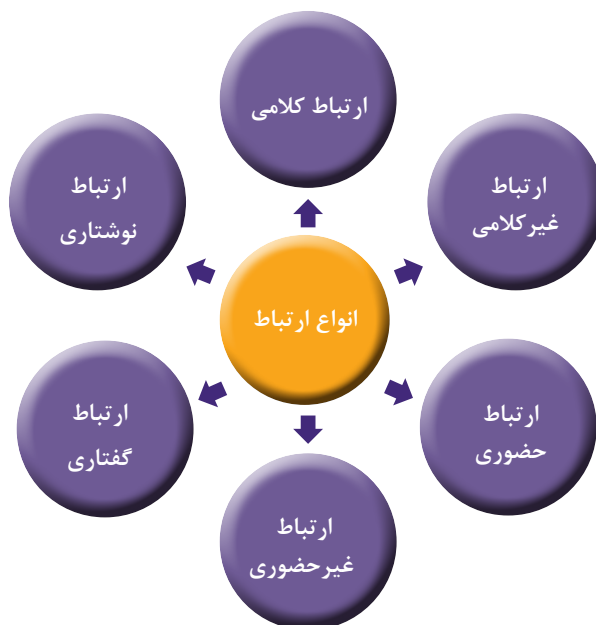 ارتباط کلامی
ارتباط
غیرکلامی
ارتباط
نوشتاری
انواع ارتباط
ارتباط
حضوری
ارتباط
گفتاری
ارتباط
غیرحضوری